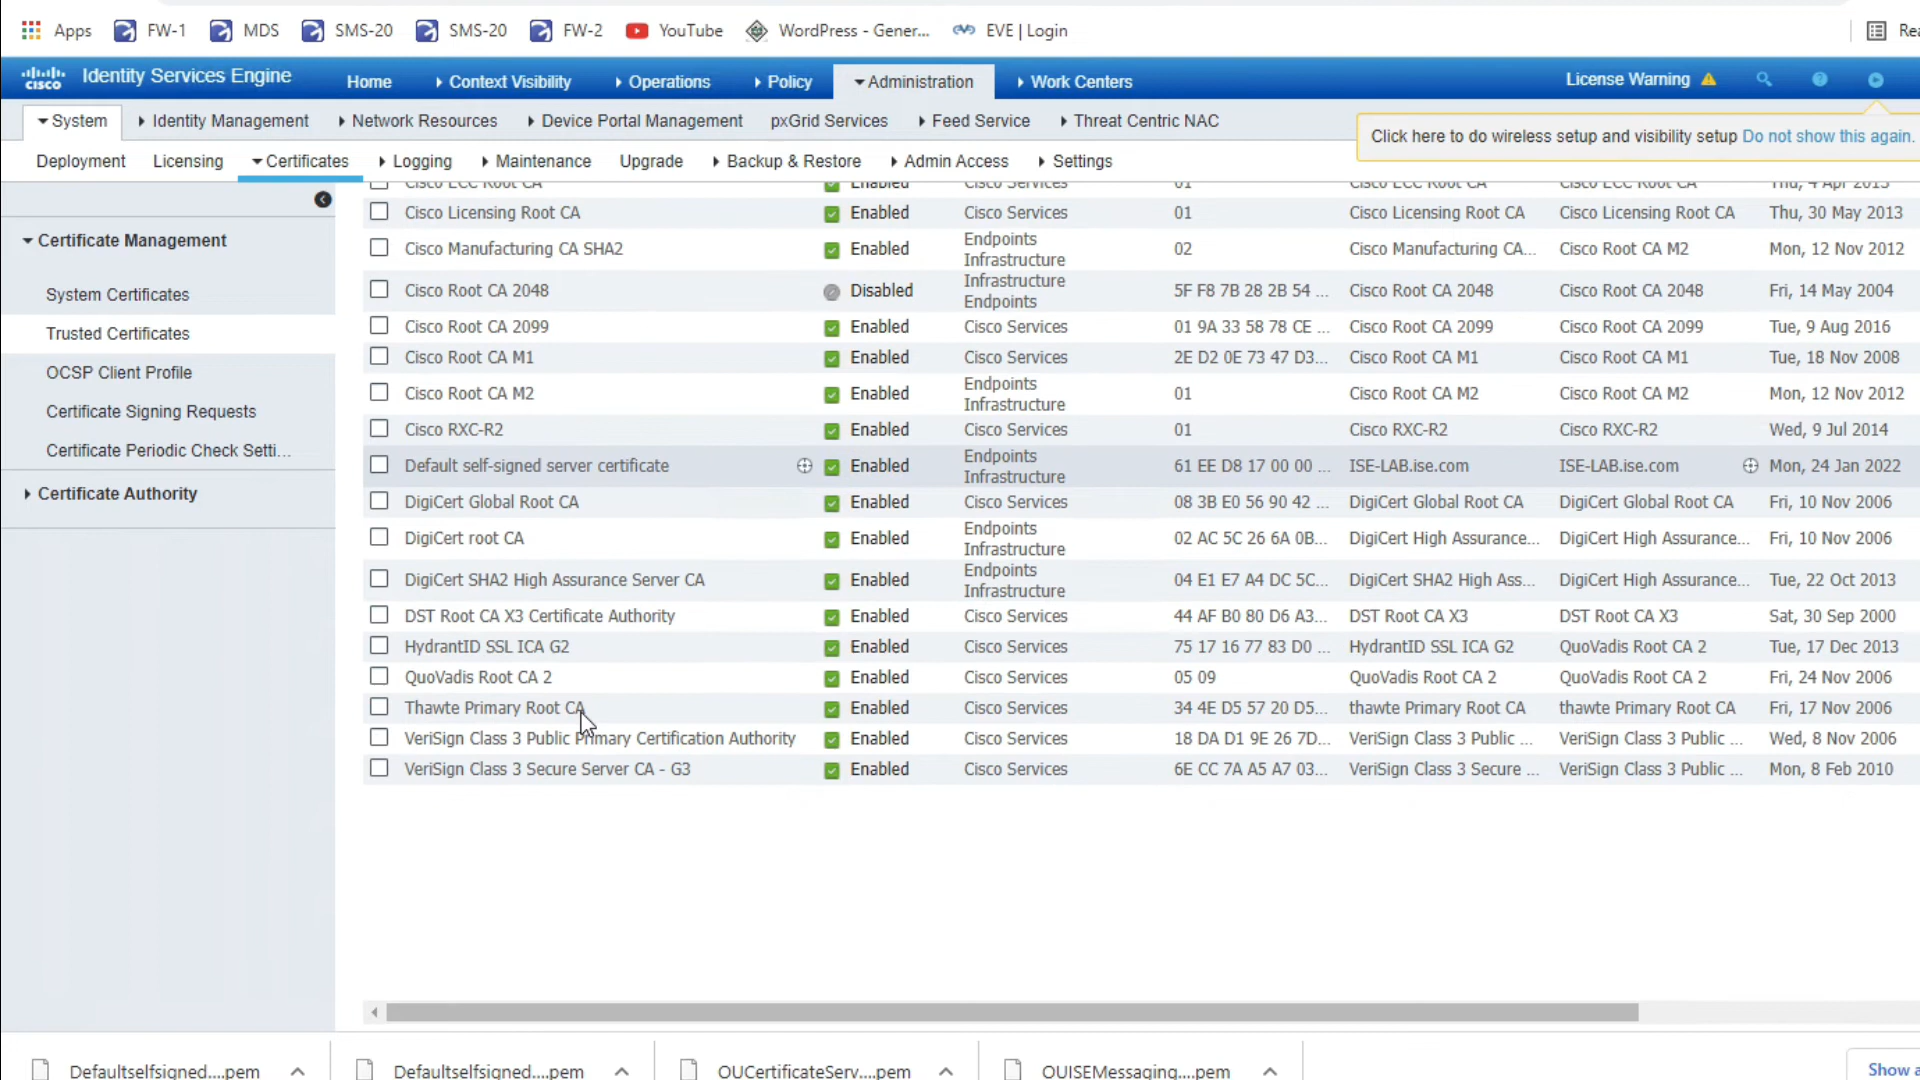 Apps FW-1 MDS SMS-20 SMS-20 FW-2 YouTube WordPress - Gener... EVE | Login
cisco Identity Services Engine Home Context Visibility Operations Policy Administration Work Centers License Warning
System Identity Management Network Resources Device Portal Management pxGrid Services Feed Service Threat Centric NAC
Click here to do wireless setup and visibility setup Do not show this again.
Deployment Licensing Certificates Logging Maintenance Upgrade Backup & Restore Admin Access Settings
Certificate Management
System Certificates
Trusted Certificates
OCSP Client Profile
Certificate Signing Requests
Certificate Periodic Check Setti...
Certificate Authority
Cisco ECC Root CA Enabled Cisco Services 01 Cisco ECC Root CA Cisco ECC Root CA Thu, 4 Apr 2013
Cisco Licensing Root CA Enabled Cisco Services 01 Cisco Licensing Root CA Cisco Licensing Root CA Thu, 30 May 2013
Cisco Manufacturing CA SHA2 Enabled Endpoints Infrastructure 02 Cisco Manufacturing CA... Cisco Root CA M2 Mon, 12 Nov 2012
Cisco Root CA 2048 Disabled Infrastructure Endpoints 5F F8 7B 28 2B 54 ... Cisco Root CA 2048 Cisco Root CA 2048 Fri, 14 May 2004
Cisco Root CA 2099 Enabled Cisco Services 01 9A 33 58 78 CE ... Cisco Root CA 2099 Cisco Root CA 2099 Tue, 9 Aug 2016
Cisco Root CA M1 Enabled Cisco Services 2E D2 0E 73 47 D3... Cisco Root CA M1 Cisco Root CA M1 Tue, 18 Nov 2008
Cisco Root CA M2 Enabled Endpoints Infrastructure 01 Cisco Root CA M2 Cisco Root CA M2 Mon, 12 Nov 2012
Cisco RXC-R2 Enabled Cisco Services 01 Cisco RXC-R2 Cisco RXC-R2 Wed, 9 Jul 2014
Default self-signed server certificate Enabled Endpoints Infrastructure 61 EE D8 17 00 00 ... ISE-LAB.ise.com ISE-LAB.ise.com Mon, 24 Jan 2022
DigiCert Global Root CA Enabled Cisco Services 08 3B E0 56 90 42 ... DigiCert Global Root CA DigiCert Global Root CA Fri, 10 Nov 2006
DigiCert root CA Enabled Endpoints Infrastructure 02 AC 5C 26 6A 0B... DigiCert High Assurance... DigiCert High Assurance... Fri, 10 Nov 2006
DigiCert SHA2 High Assurance Server CA Enabled Endpoints Infrastructure 04 E1 E7 A4 DC 5C... DigiCert SHA2 High Ass... DigiCert High Assurance... Tue, 22 Oct 2013
DST Root CA X3 Certificate Authority Enabled Cisco Services 44 AF B0 80 D6 A3... DST Root CA X3 DST Root CA X3 Sat, 30 Sep 2000
HydrantID SSL ICA G2 Enabled Cisco Services 75 17 16 77 83 D0 ... HydrantID SSL ICA G2 QuoVadis Root CA 2 Tue, 17 Dec 2013
QuoVadis Root CA 2 Enabled Cisco Services 05 09 QuoVadis Root CA 2 QuoVadis Root CA 2 Fri, 24 Nov 2006
Thawte Primary Root CA Enabled Cisco Services 34 4E D5 57 20 D5... thawte Primary Root CA thawte Primary Root CA Fri, 17 Nov 2006
VeriSign Class 3 Public Primary Certification Authority Enabled Cisco Services 18 DA D1 9E 26 7D... VeriSign Class 3 Public ... VeriSign Class 3 Public ... Wed, 8 Nov 2006
VeriSign Class 3 Secure Server CA - G3 Enabled Cisco Services 6E CC 7A A5 A7 03... VeriSign Class 3 Secure ... VeriSign Class 3 Public ... Mon, 8 Feb 2010
Defaultselfsigned....pem Defaultselfsigned....pem OUCertificateServ....pem OUISEMessaging....pem Show